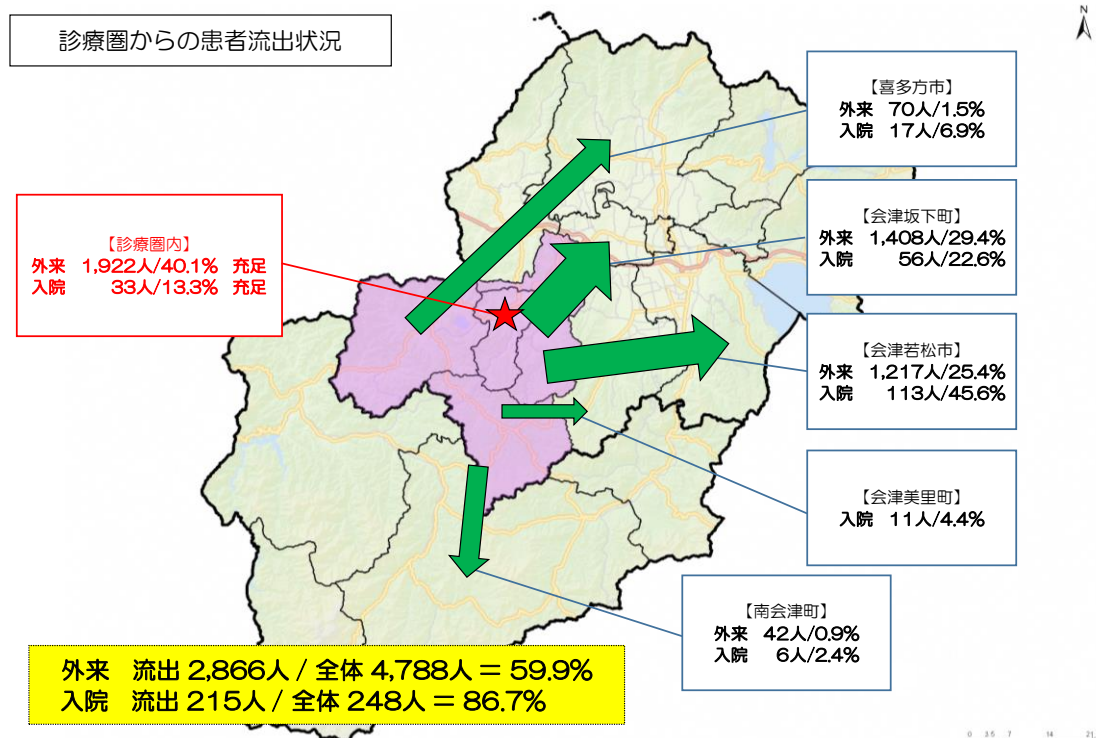 診療圏からの患者流出状況
N
【喜多方市】
外来 70人/1.5%
入院 17人/6.9%
【診療圏内】
外来 1,922人/40.1% 充足
入院 33人/13.3% 充足
【会津坂下町】
外来 1,408人/29.4%
入院 56人/22.6%
【会津若松市】
外来 1,217人/25.4%
入院 113人/45.6%
【会津美里町】
入院 11人/4.4%
【南会津町】
外来 42人/0.9%
入院 6人/2.4%
外来 流出 2,866人 / 全体 4,788人 = 59.9%
入院 流出 215人 / 全体 248人 = 86.7%
0 3.5 7 14 21